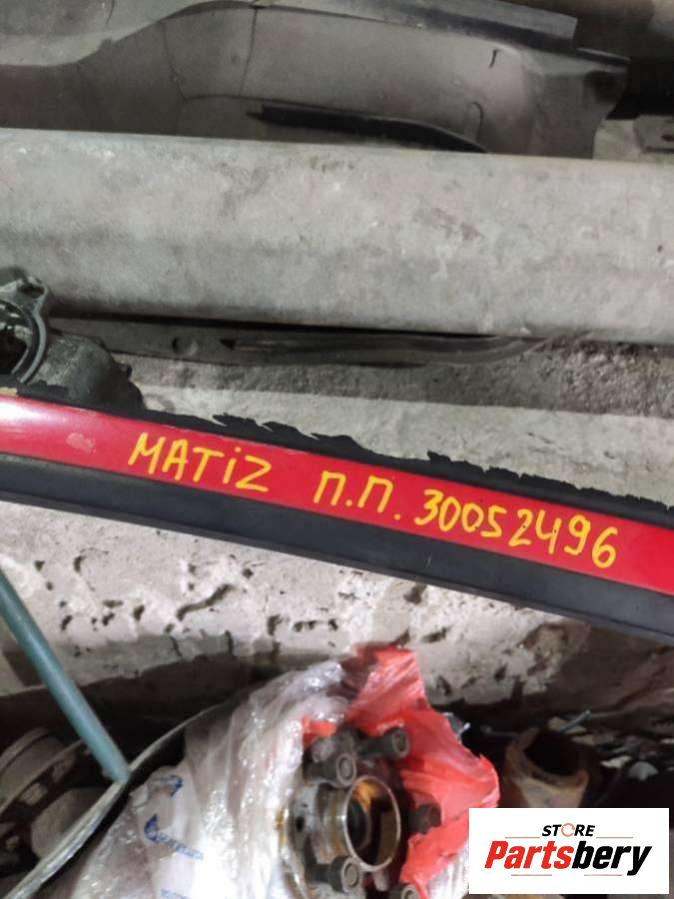 MATiZ П.П. 30052496
STORE
Partsbery